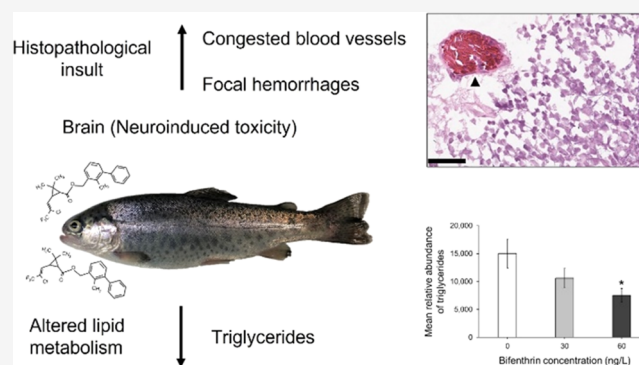 Histopathological
insult
Congested blood vessels
Focal hemorrhages
Brain (Neuroinduced toxicity)
Altered lipid
metabolism
Triglycerides
Mean relative abundance
of triglycerides
20,000
15,000
10,000
5,000
0
*
0
30
60
Bifenthrin concentration (ng/L)